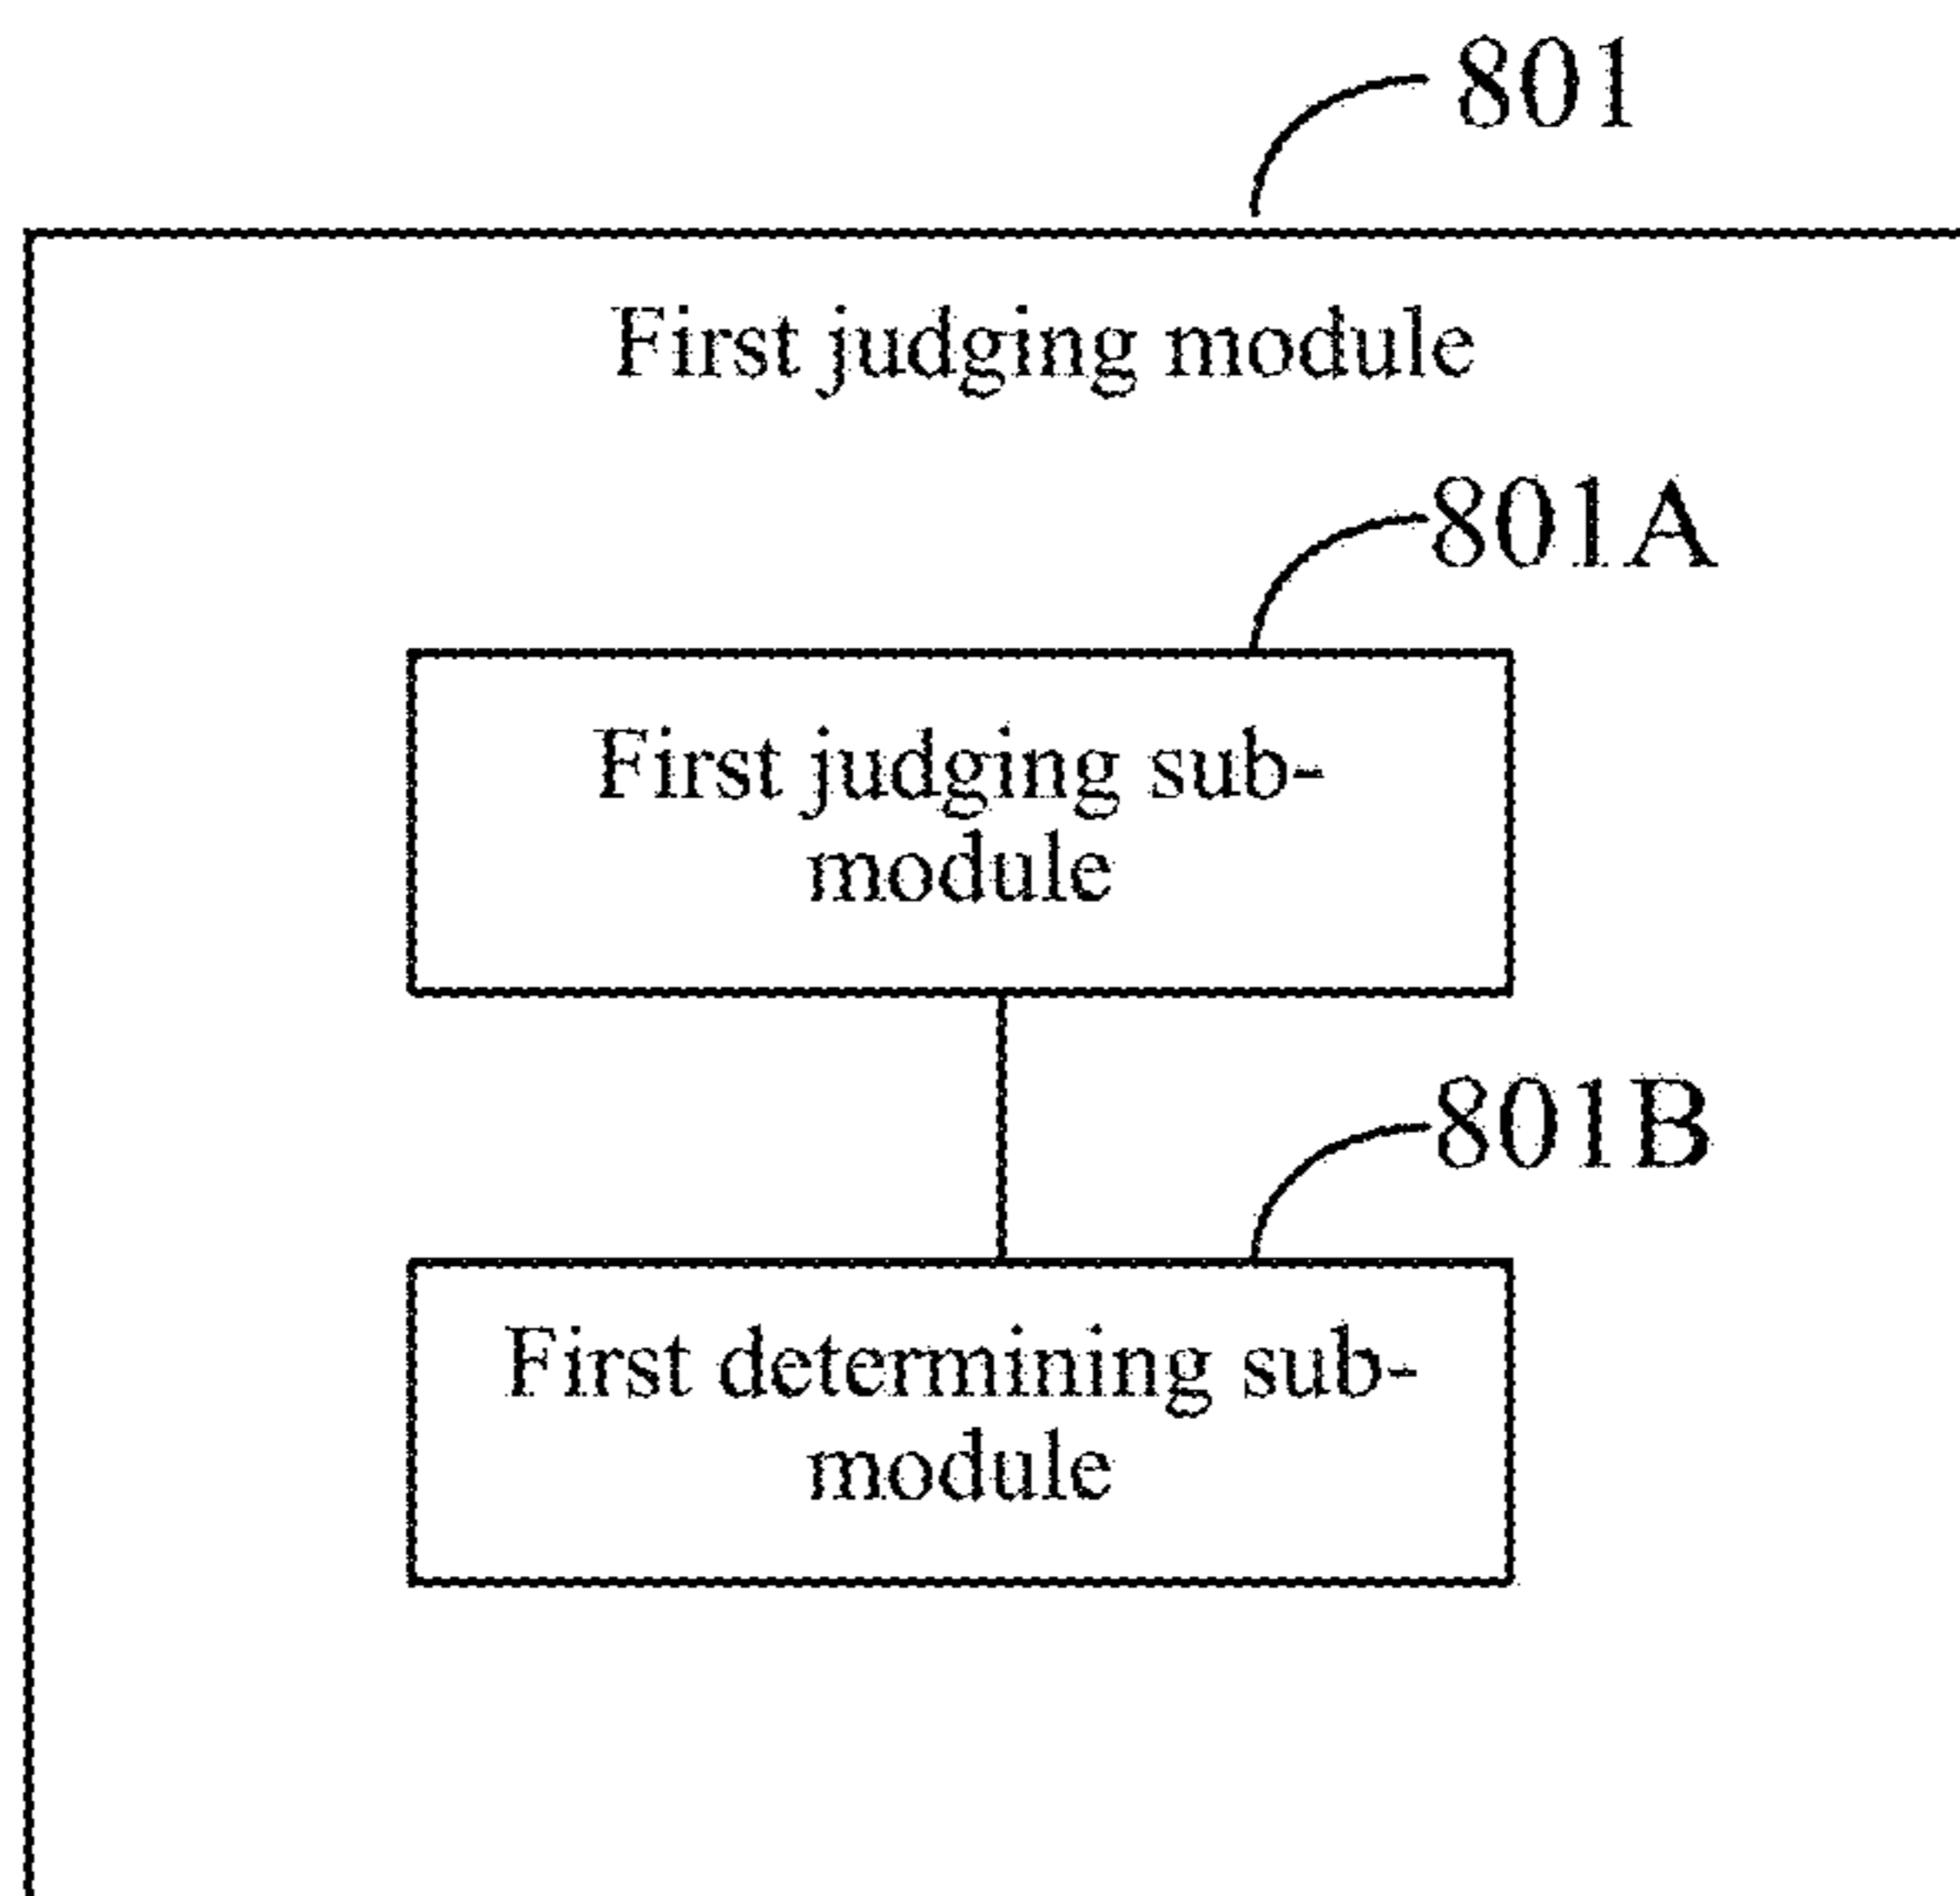 801
First judging module
801A
First judging sub-
module
801B
First determining sub-
module